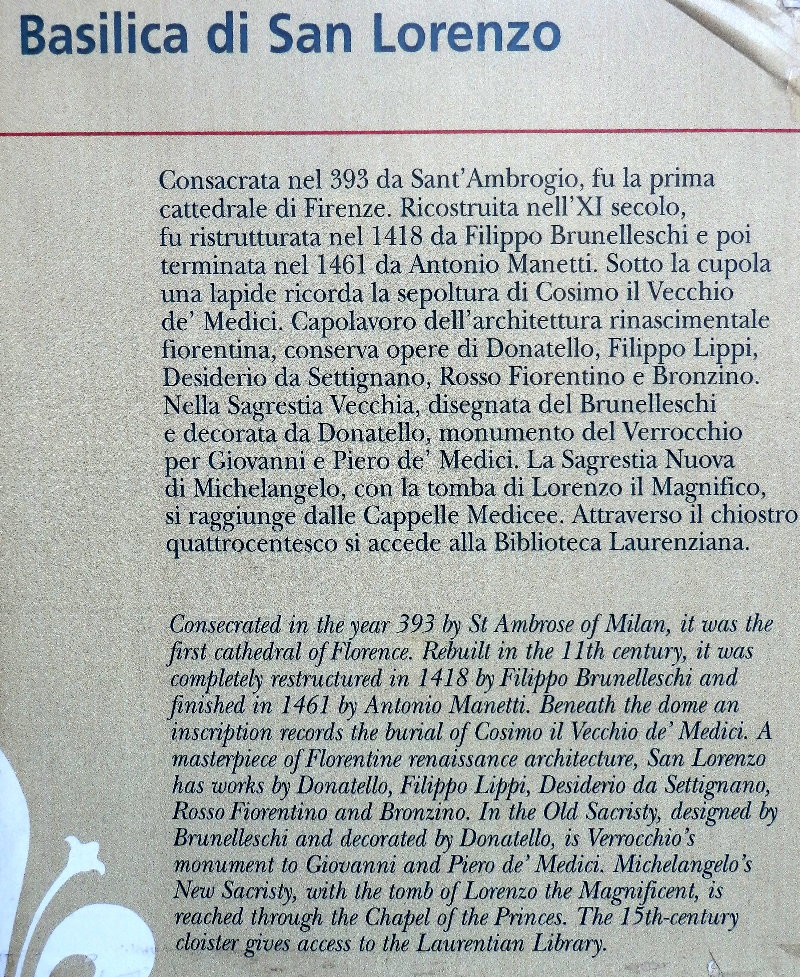 Basilica di San Lorenzo
Consacrata nel 393 da Sant'Ambrogio, fu la prima
cattedrale di Firenze. Ricostruita nell'XI secolo,
fu ristrutturata nel 1418 da Filippo Brunelleschi e poi
terminata nel 1461 da Antonio Manetti. Sotto la cupola
una lapide ricorda la sepoltura di Cosimo il Vecchio
de' Medici. Capolavoro dell'architettura rinascimentale
fiorentina, conserva opere di Donatello, Filippo Lippi,
Desiderio da Settignano, Rosso Fiorentino e Bronzino.
Nella Sagrestia Vecchia, disegnata del Brunelleschi
e decorata da Donatello, monumento del Verrocchio
per Giovanni e Piero de' Medici. La Sagrestia Nuova
di Michelangelo, con la tomba di Lorenzo il Magnifico,
si raggiunge dalle Cappelle Medicee. Attraverso il chiostro
quattrocentesco si accede alla Biblioteca Laurenziana.
Consecrated in the year 393 by St Ambrose of Milan, it was the
first cathedral of Florence. Rebuilt in the 11th century, it was
completely restructured in 1418 by Filippo Brunelleschi and
finished in 1461 by Antonio Manetti. Beneath the dome an
inscription records the burial of Cosimo il Vecchio de' Medici. A
masterpiece of Florentine renaissance architecture, San Lorenzo
has works by Donatello, Filippo Lippi, Desiderio da Settignano,
Rosso Fiorentino and Bronzino. In the Old Sacristy, designed by
Brunelleschi and decorated by Donatello, is Verrocchio's
monument to Giovanni and Piero de' Medici. Michelangelo's
New Sacristy, with the tomb of Lorenzo the Magnificent, is
reached through the Chapel of the Princes. The 15th-century
cloister gives access to the Laurentian Library.